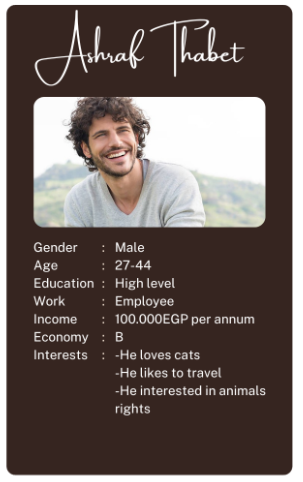 Ashraf Thabet
Gender : Male
Age : 27-44
Education : High level
Work : Employee
Income : 100.000EGP per annum
Economy : B
Interests : -He loves cats
-He likes to travel
-He interested in animals
rights